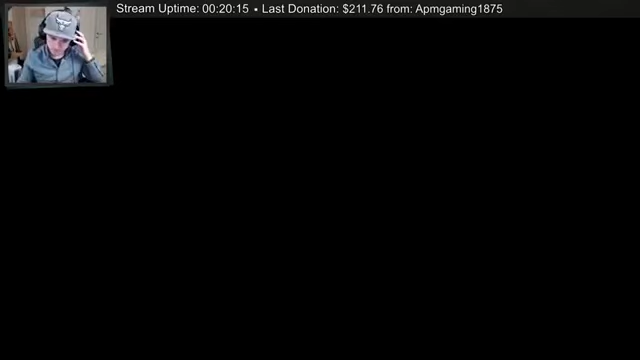 Stream Uptime: 00:20:15 • Last Donation: $211.76 from: Apmgaming1875